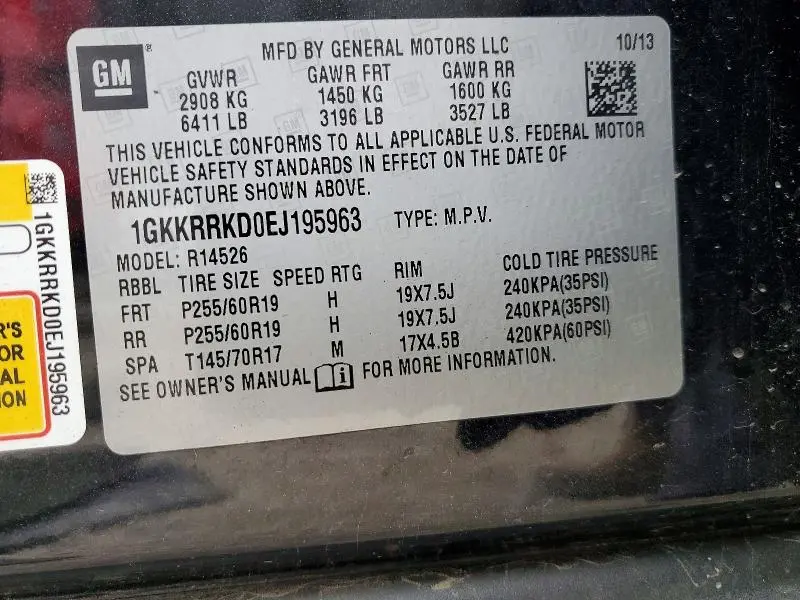 GM
MFD BY GENERAL MOTORS LLC 10/13
GVWR GAWR FRT GAWR RR
2908 KG 1450 KG 1600 KG
6411 LB 3196 LB 3527 LB
THIS VEHICLE CONFORMS TO ALL APPLICABLE U.S. FEDERAL MOTOR
VEHICLE SAFETY STANDARDS IN EFFECT ON THE DATE OF
MANUFACTURE SHOWN ABOVE.
1GKKRRKD0EJ195963 TYPE: M.P.V.
MODEL: R14526
RBBL TIRE SIZE SPEED RTG RIM COLD TIRE PRESSURE
FRT P255/60R19 H 19X7.5J 240KPA(35PSI)
RR P255/60R19 H 19X7.5J 240KPA(35PSI)
SPA T145/70R17 M 17X4.5B 420KPA(60PSI)
SEE OWNER'S MANUAL i FOR MORE INFORMATION.
1GKKRRKD0EJ195963
R'S
OR
AL
ION